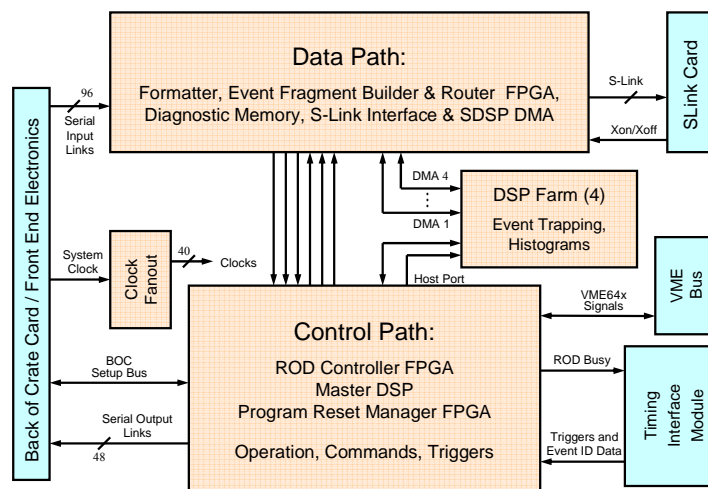 Data Path:
Formatter, Event Fragment Builder & Router FPGA,
Diagnostic Memory, S-Link Interface & SDSP DMA
96
Serial
Input
Links
S-Link
Xon/Xoff
SLink Card
Back of Crate Card / Front End Electronics
DMA 4
DMA 1
DSP Farm (4)
Event Trapping,
Histograms
System
Clock
Clock
Fanout
40
Clocks
Host Port
VME64x
Signals
VME
Bus
Control Path:
ROD Controller FPGA
Master DSP
Program Reset Manager FPGA
Operation, Commands, Triggers
BOC
Setup Bus
Serial Output
Links
48
ROD Busy
Triggers and
Event ID Data
Timing
Interface
Module